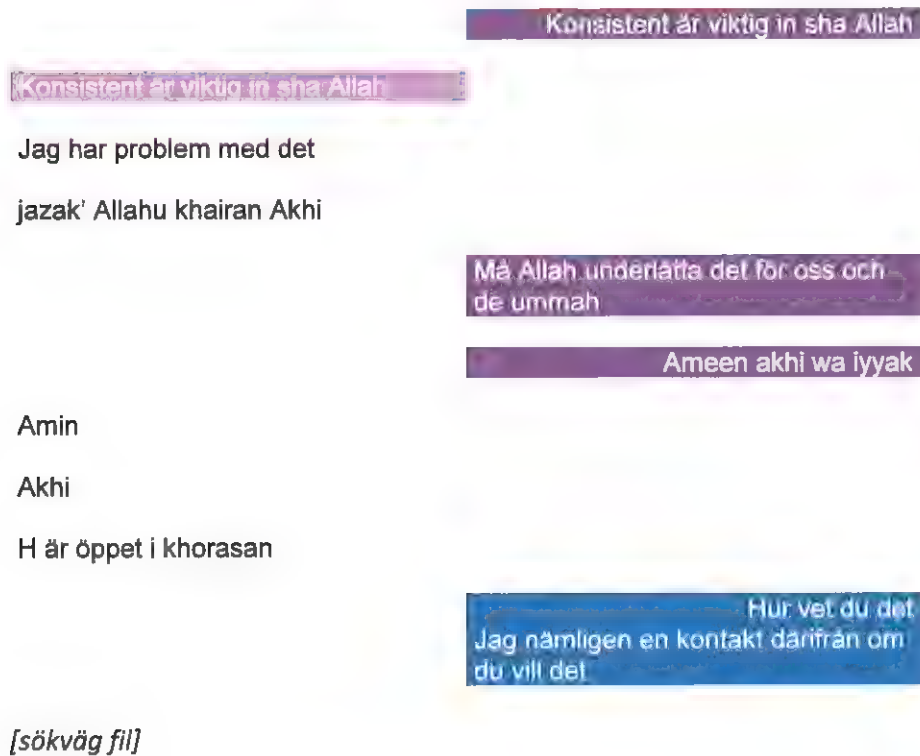 Konsistent är viktig in sha Allah
Konsistent är viktig in sha Allah
Jag har problem med det
jazak' Allahu khairan Akhi
Må Allah underlätta det för oss och
de ummah
Ameen akhi wa iyyak
Amin
Akhi
H är öppet i khorasan
Hur vet du det
Jag nämligen en kontakt därifrån om
du vill det
[sökväg fil]